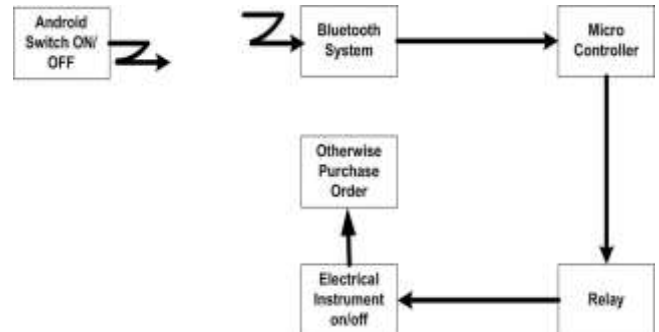 Android
Switch ON/
OFF
Bluetooth
System
Micro
Controller
Otherwise
Purchase
Order
Electrical
Instrument
on/off
Relay